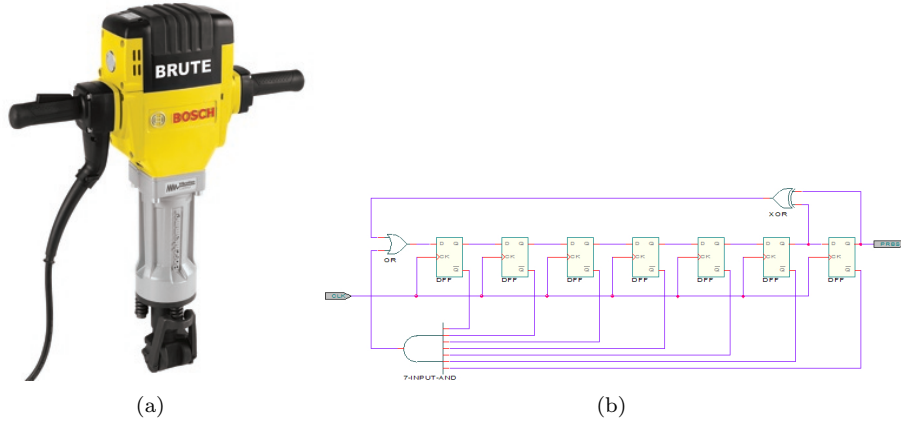 BRUTE
BOSCH
XOR
OR
D Q
D Q
D Q
D Q
D Q
D Q
D Q
DFF
DFF
DFF
DFF
DFF
DFF
DFF
CLK
PRBS
7-INPUT-AND
(a)
(b)